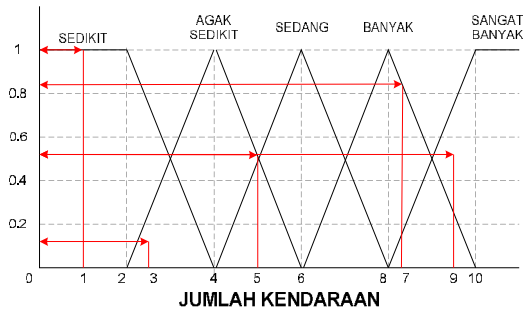 AGAK
SEDIKIT
SANGAT
BANYAK
SEDIKIT
SEDANG
BANYAK
1
0.8
0.6
0.4
0.2
0 1 2 3 4 5 6 8 7 9 10
JUMLAH KENDARAAN